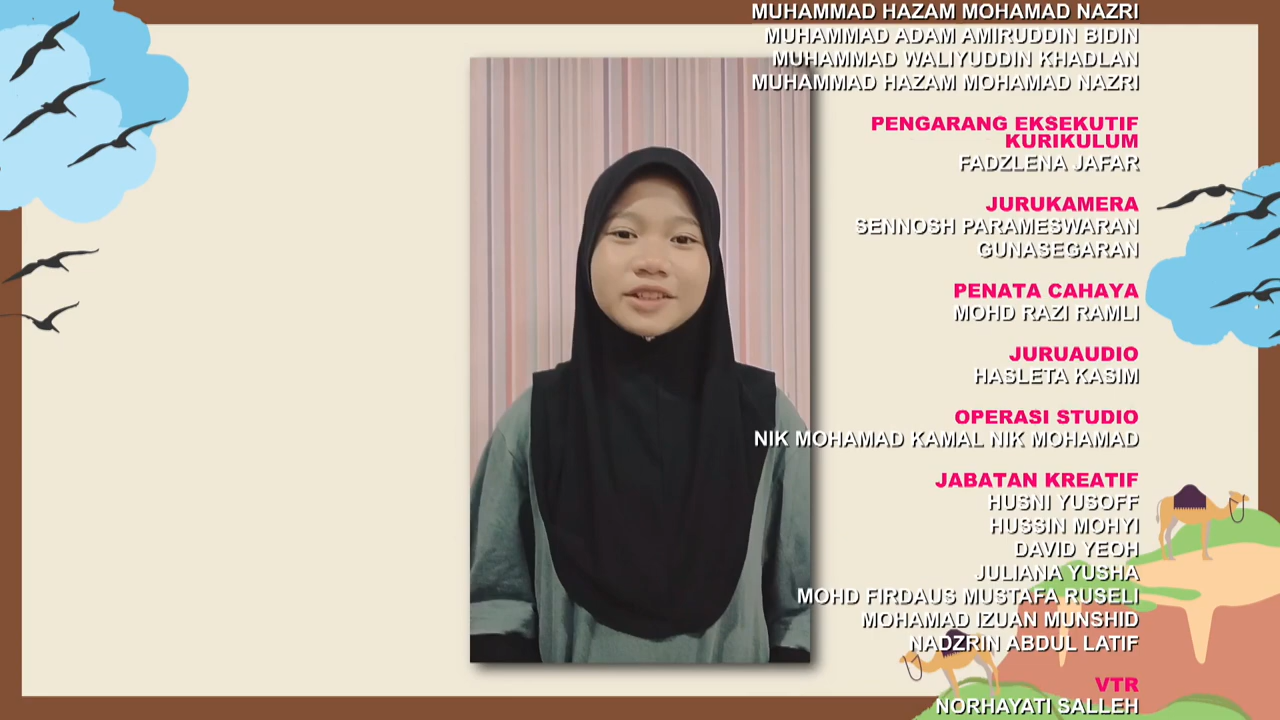 MUHAMMAD HAZAM MOHAMAD NAZRI
MUHAMMAD ADAM AMIRUDDIN BIDIN
MUHAMMAD WALIYUDDIN KHADLAN
MUHAMMAD HAZAM MOHAMAD NAZRI
PENGARANG EKSEKUTIF
KURIKULUM
FADZLENA JAFAR
JURUKAMERA
SENNOSH PARAMESWARAN
GUNASEGARAN
PENATA CAHAYA
MOHD RAZI RAMLI
JURUAUDIO
HASLETA KASIM
OPERASI STUDIO
NIK MOHAMAD KAMAL NIK MOHAMAD
JABATAN KREATIF
HUSNI YUSOFF
HUSSIN MOHYI
DAVID YEOH
JULIANA YUSHA
MOHD FIRDAUS MUSTAFA RUSELI
MOHAMAD IZUAN MUNSHID
NADZRIN ABDUL LATIF
VTR
NORHAYATI SALLEH